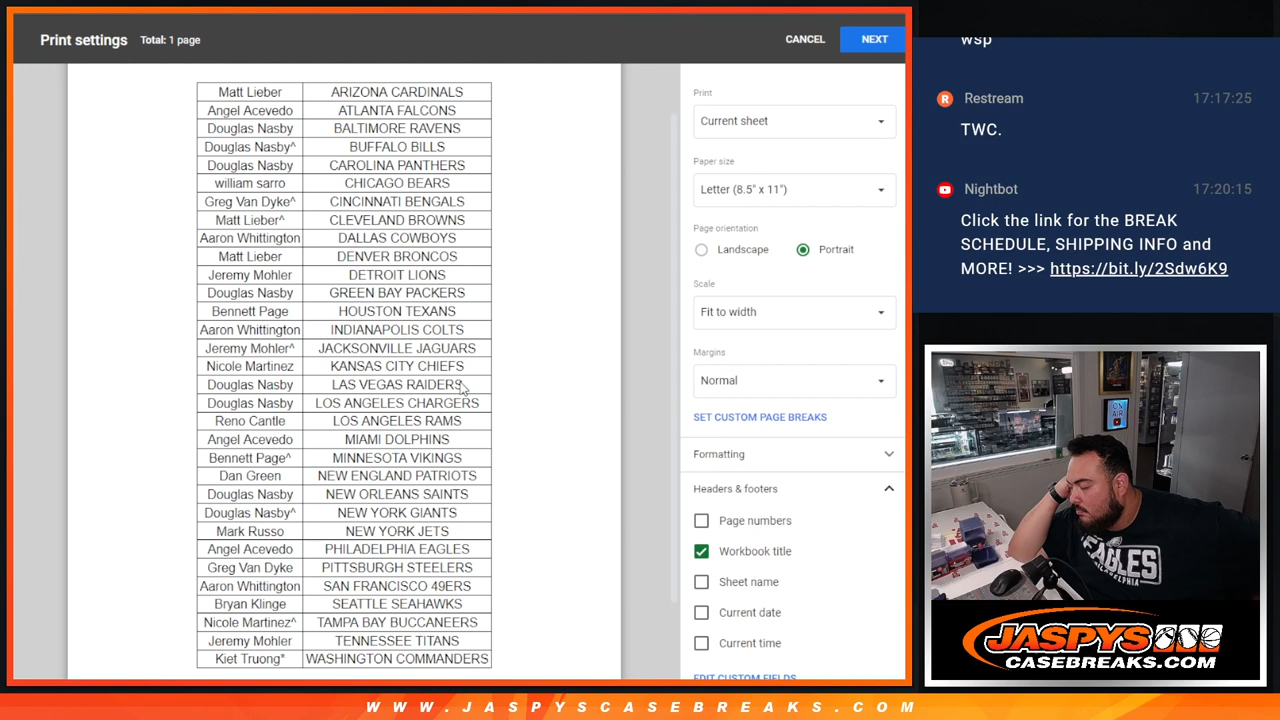 Print settings Total: 1 page CANCEL NEXT
Matt Lieber ARIZONA CARDINALS
Angel Acevedo ATLANTA FALCONS
Douglas Nasby BALTIMORE RAVENS
Douglas Nasby^ BUFFALO BILLS
Douglas Nasby CAROLINA PANTHERS
william sarro CHICAGO BEARS
Greg Van Dyke^ CINCINNATI BENGALS
Matt Lieber^ CLEVELAND BROWNS
Aaron Whittington DALLAS COWBOYS
Matt Lieber DENVER BRONCOS
Jeremy Mohler DETROIT LIONS
Douglas Nasby GREEN BAY PACKERS
Bennett Page HOUSTON TEXANS
Aaron Whittington INDIANAPOLIS COLTS
Jeremy Mohler^ JACKSONVILLE JAGUARS
Nicole Martinez KANSAS CITY CHIEFS
Douglas Nasby LAS VEGAS RAIDERS
Douglas Nasby LOS ANGELES CHARGERS
Reno Cantle LOS ANGELES RAMS
Angel Acevedo MIAMI DOLPHINS
Bennett Page^ MINNESOTA VIKINGS
Dan Green NEW ENGLAND PATRIOTS
Douglas Nasby NEW ORLEANS SAINTS
Douglas Nasby^ NEW YORK GIANTS
Mark Russo NEW YORK JETS
Angel Acevedo PHILADELPHIA EAGLES
Greg Van Dyke PITTSBURGH STEELERS
Aaron Whittington SAN FRANCISCO 49ERS
Bryan Klinge SEATTLE SEAHAWKS
Nicole Martinez^ TAMPA BAY BUCCANEERS
Jeremy Mohler TENNESSEE TITANS
Kiet Truong* WASHINGTON COMMANDERS
Print
Current sheet
Paper size
Letter (8.5" x 11")
Page orientation
Landscape Portrait
Scale
Fit to width
Margins
Normal
SET CUSTOM PAGE BREAKS
Formatting
Headers & footers
Page numbers
Workbook title
Sheet name
Current date
Current time
EDIT CUSTOM FIELDS
wsp
Restream 17:17:25
TWC.
Nightbot 17:20:15
Click the link for the BREAK
SCHEDULE, SHIPPING INFO and
MORE! >>> https://bit.ly/2Sdw6K9
ON
AIR
EAGLES
PHILADELPHIA
JASPYS
CASEBREAKS.COM
WWW.JASPYSCASEBREAKS.COM